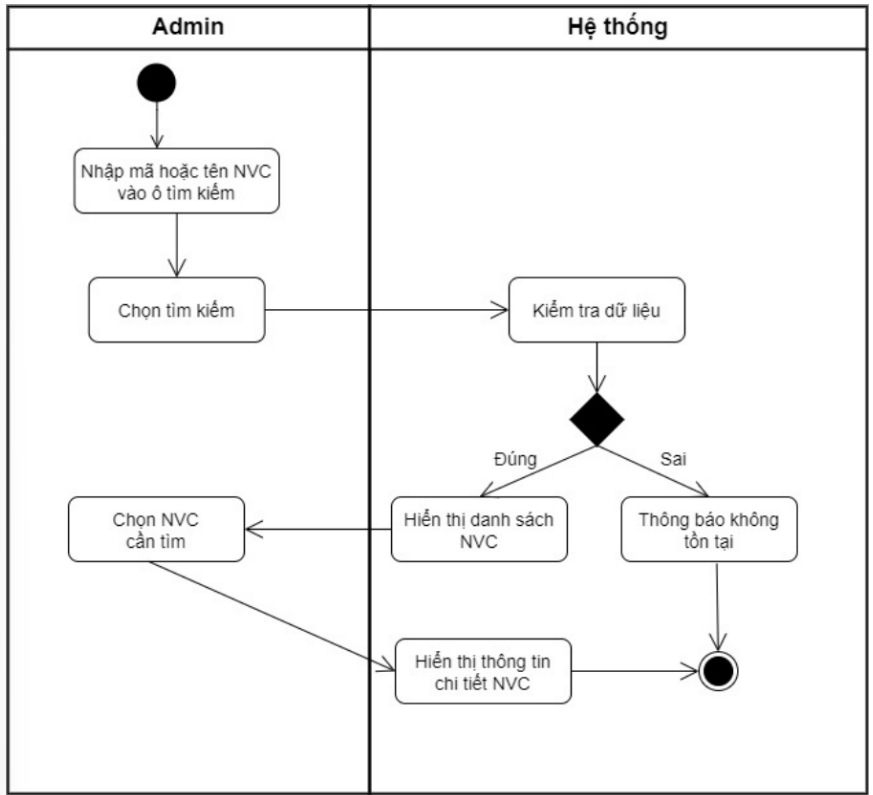 Admin
Hệ thống
Nhập mã hoặc tên NVC
vào ô tìm kiếm
Chọn tìm kiếm
Kiểm tra dữ liệu
Đúng
Sai
Chọn NVC
cần tìm
Hiển thị danh sách
NVC
Thông báo không
tồn tại
Hiển thị thông tin
chi tiết NVC